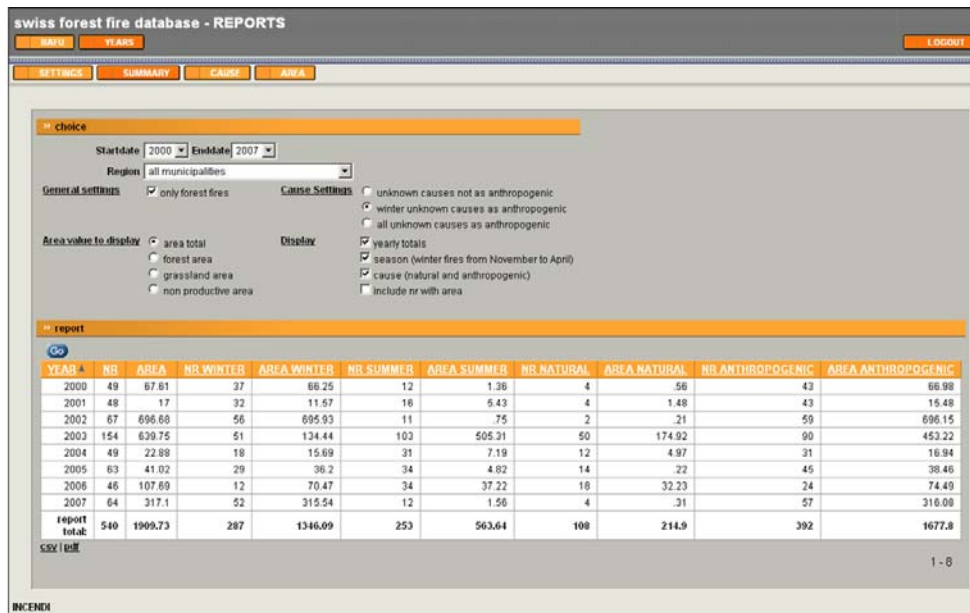 swiss forest fire database - REPORTS
BAFU YEARS LOGOUT
SETTINGS SUMMARY CAUSE AREA
choice
Startdate 2000 Enddate 2007
Region all municipalities
General settings only forest fires Cause Settings unknown causes not as anthropogenic
winter unknown causes as anthropogenic
all unknown causes as anthropogenic
Area value to display area total Display yearly totals
forest area season (winter fires from November to April)
grassland area cause (natural and anthropogenic)
non productive area include nr with area
report
Go
YEAR NR AREA NR WINTER AREA WINTER NR SUMMER AREA SUMMER NR NATURAL AREA NATURAL NR ANTHROPOGENIC AREA ANTHROPOGENIC
2000 49 67.61 37 66.25 12 1.36 4 .56 43 66.98
2001 48 17 32 11.57 16 5.43 4 1.48 43 15.48
2002 67 696.68 56 695.93 11 .75 2 .21 59 696.15
2003 154 639.75 51 134.44 103 505.31 50 174.92 90 453.22
2004 49 22.88 18 15.69 31 7.19 12 4.97 31 16.94
2005 63 41.02 29 36.2 34 4.82 14 .22 45 38.46
2006 46 107.69 12 70.47 34 37.22 18 32.23 24 74.49
2007 64 317.1 52 315.54 12 1.56 4 .31 57 316.08
report total: 540 1909.73 287 1346.09 253 563.64 108 214.9 392 1677.8
csv | pdf
1 - 8
INCENDI